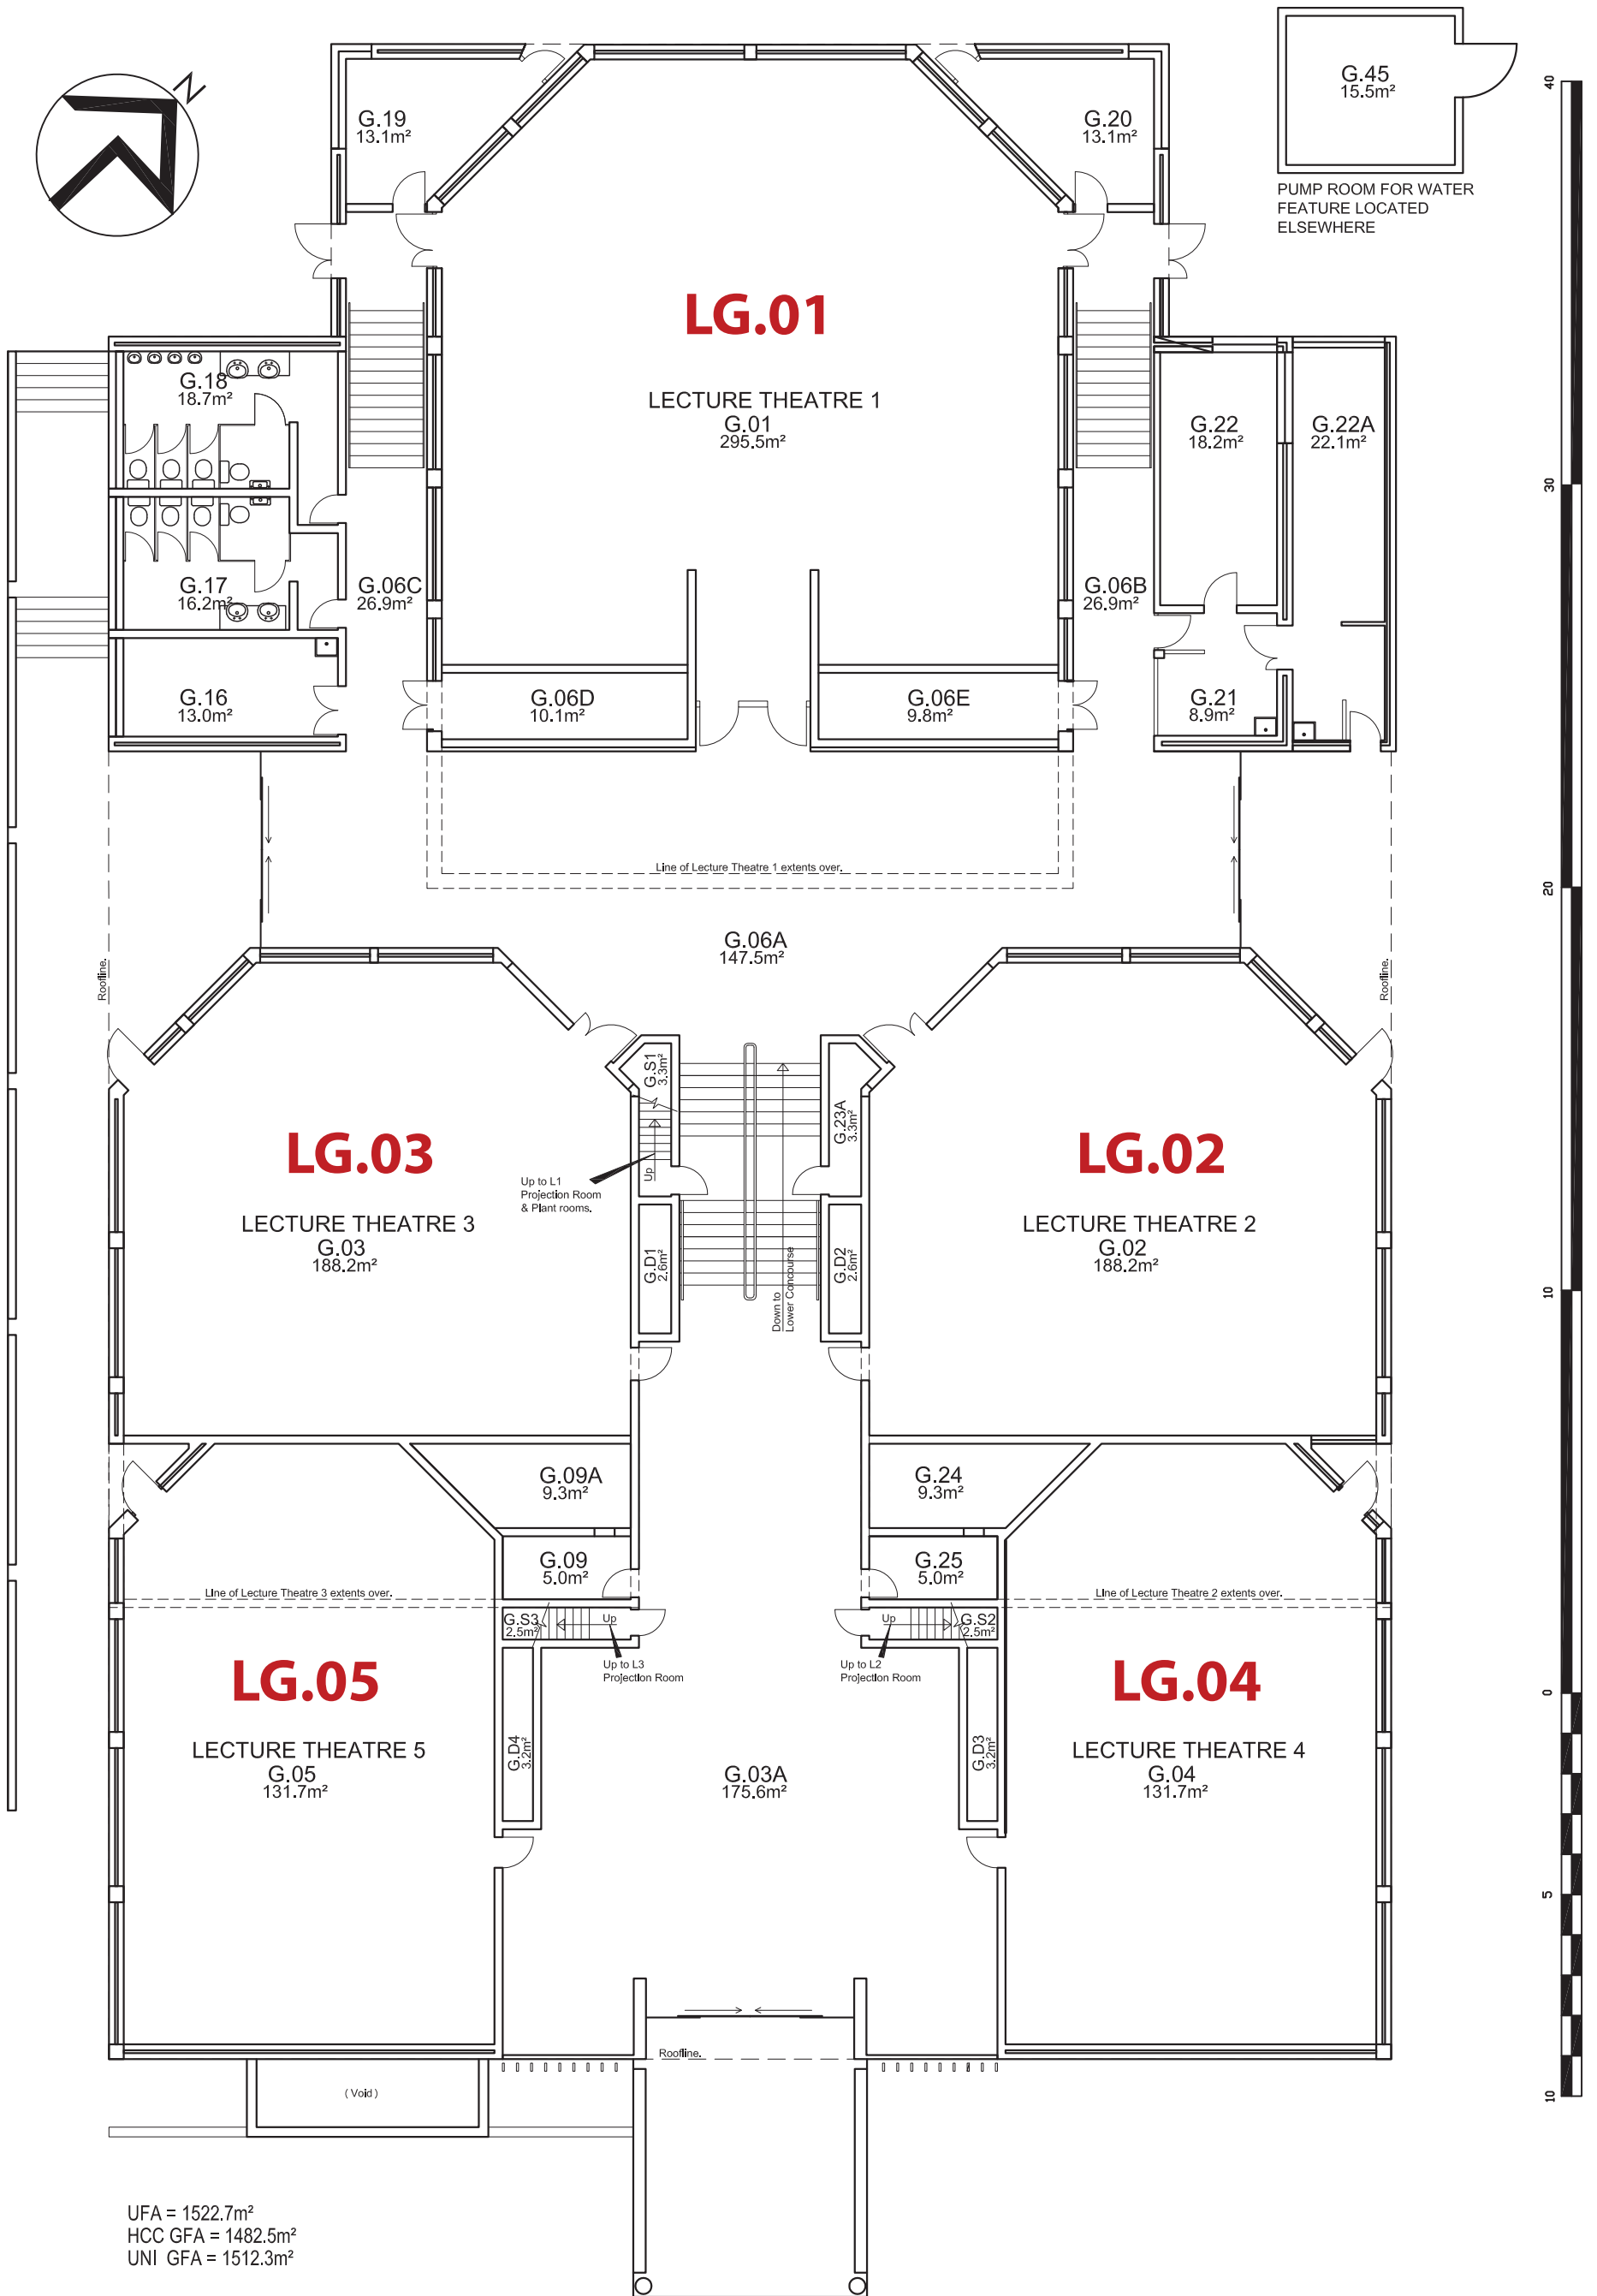 N
G.19
13.1m²
G.20
13.1m²
G.45
15.5m²
PUMP ROOM FOR WATER
FEATURE LOCATED
ELSEWHERE
40
LG.01
LECTURE THEATRE 1
G.01
295.5m²
G.18
18.7m²
G.22
18.2m²
G.22A
22.1m²
30
G.17
16.2m²
G.06C
26.9m²
G.06B
26.9m²
G.16
13.0m²
G.06D
10.1m²
G.06E
9.8m²
G.21
8.9m²
Line of Lecture Theatre 1 extents over.
20
G.06A
147.5m²
Roofline.
Roofline.
G.S1
3.3m²
G.23A
3.3m²
LG.03
LG.02
Up
Up to L1
Projection Room
& Plant rooms.
LECTURE THEATRE 3
G.03
188.2m²
LECTURE THEATRE 2
G.02
188.2m²
G.D1
2.6m²
G.D2
2.6m²
Down to
Lower Concourse
10
G.09A
9.3m²
G.24
9.3m²
G.09
5.0m²
G.25
5.0m²
Line of Lecture Theatre 3 extents over.
Line of Lecture Theatre 2 extents over.
G.S3
2.5m²
Up
Up
G.S2
2.5m²
Up to L3
Projection Room
Up to L2
Projection Room
LG.05
LG.04
0
LECTURE THEATRE 5
G.05
131.7m²
G.D4
3.2m²
G.03A
175.6m²
G.D3
3.2m²
LECTURE THEATRE 4
G.04
131.7m²
5
Roofline.
( Void )
10
UFA = 1522.7m²
HCC GFA = 1482.5m²
UNI GFA = 1512.3m²